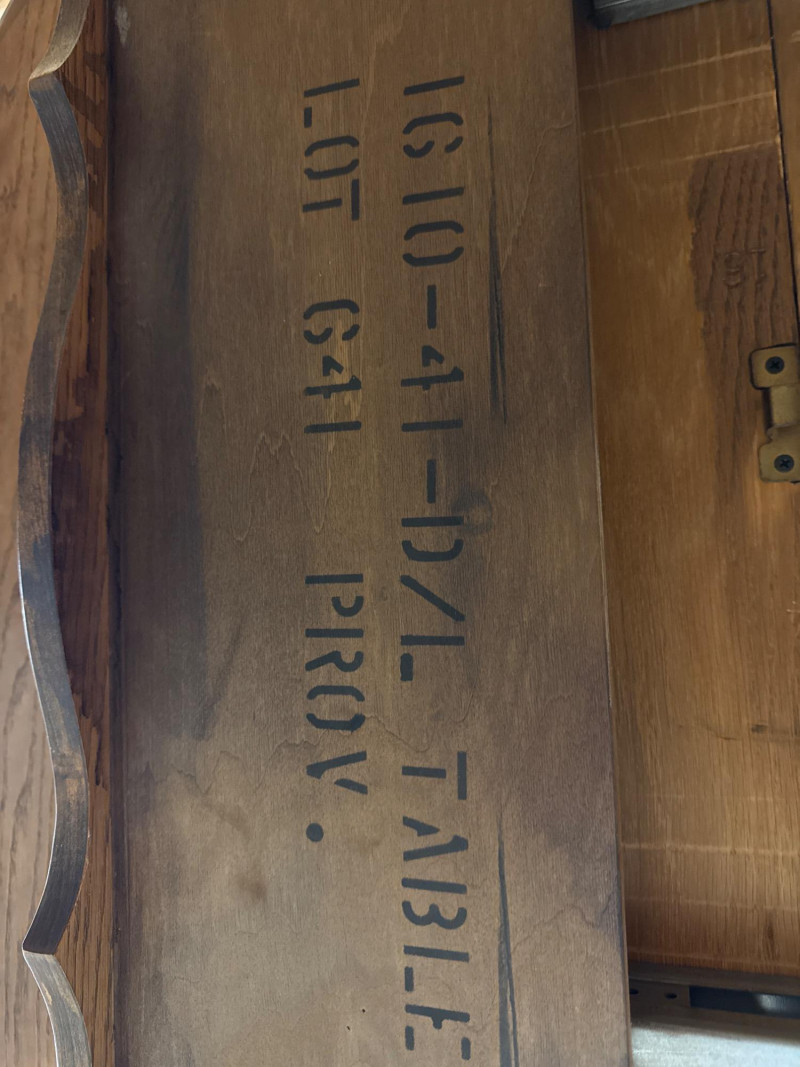 1610-41-D/L TABLE
LOT 641 PROV.